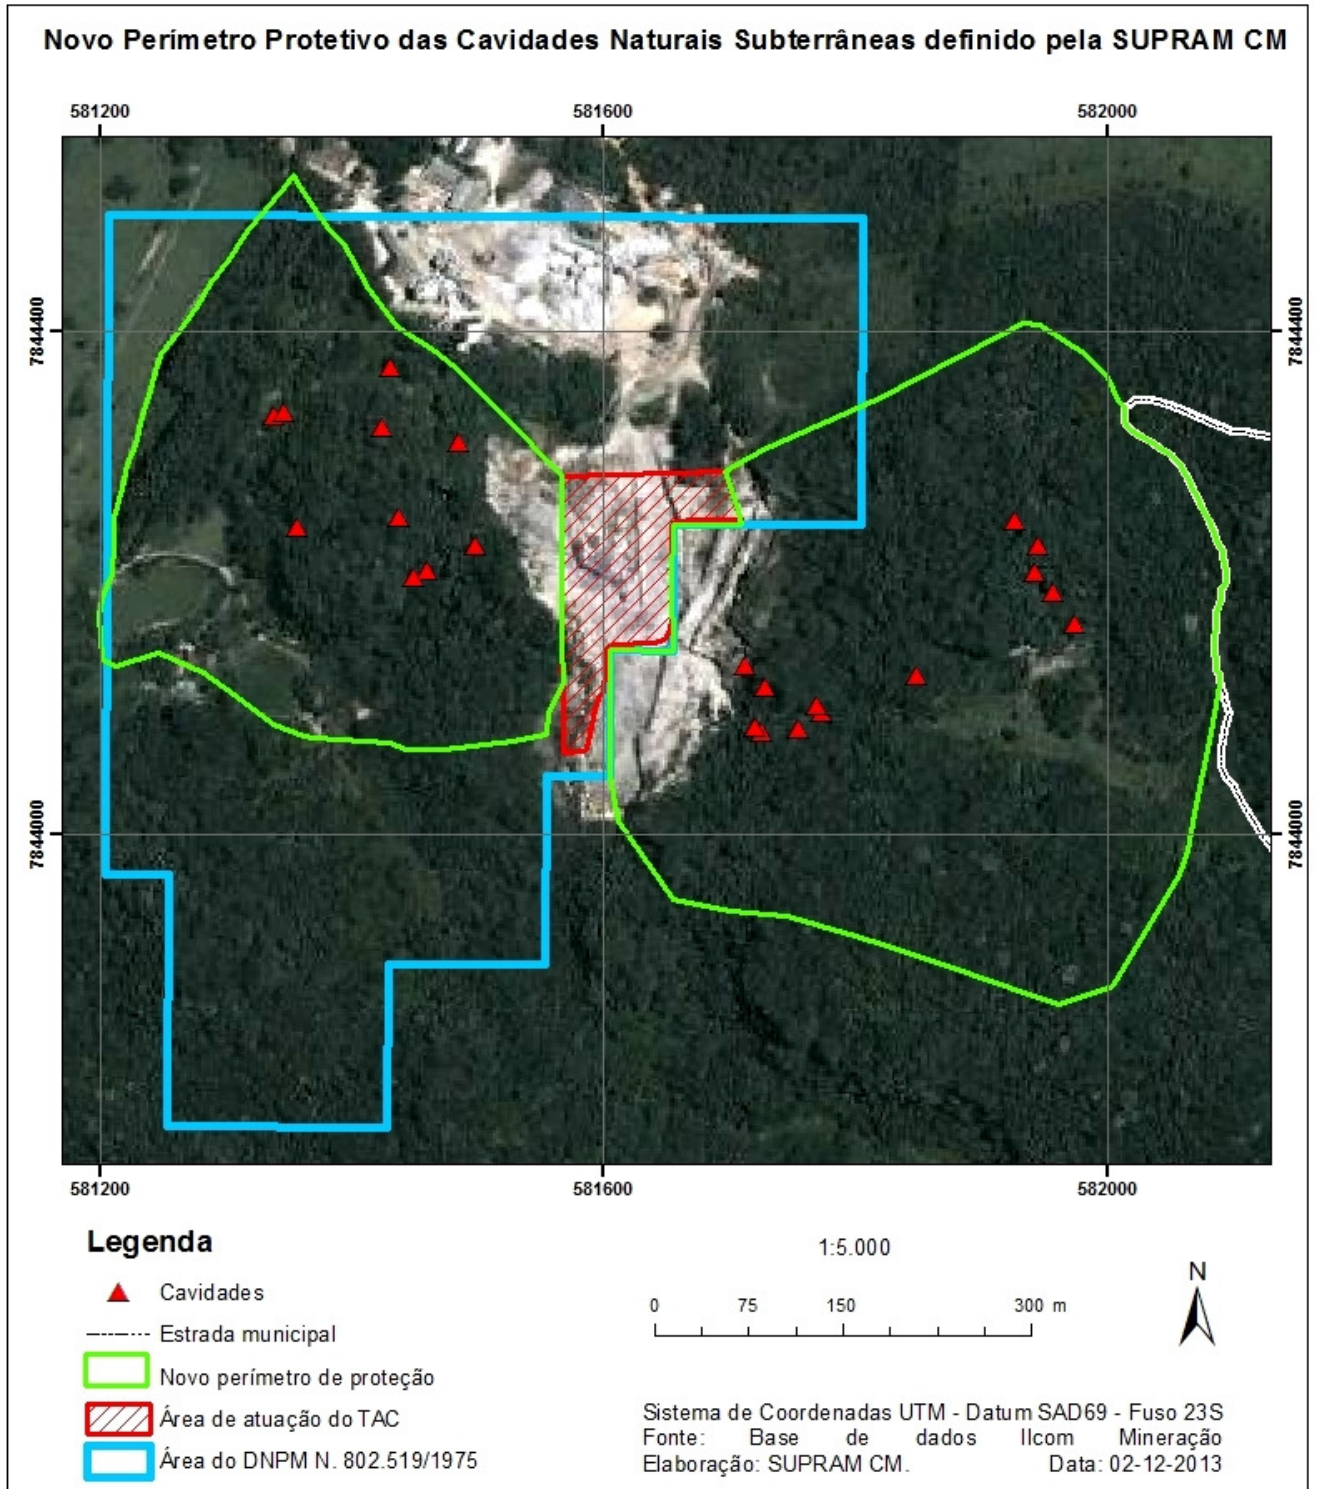 Novo Perímetro Protetivo das Cavidades Naturais Subterrâneas definido pela SUPRAM CM
581200 581600 582000
7844400 7844400
7844000 7844000
581200 581600 582000
Legenda
Cavidades
Estrada municipal
Novo perímetro de proteção
Área de atuação do TAC
Área do DNPM N. 802.519/1975
1:5.000
0 75 150 300 m
N
Sistema de Coordenadas UTM - Datum SAD69 - Fuso 23S
Fonte: Base de dados Ilcom Mineração
Elaboração: SUPRAM CM. Data: 02-12-2013